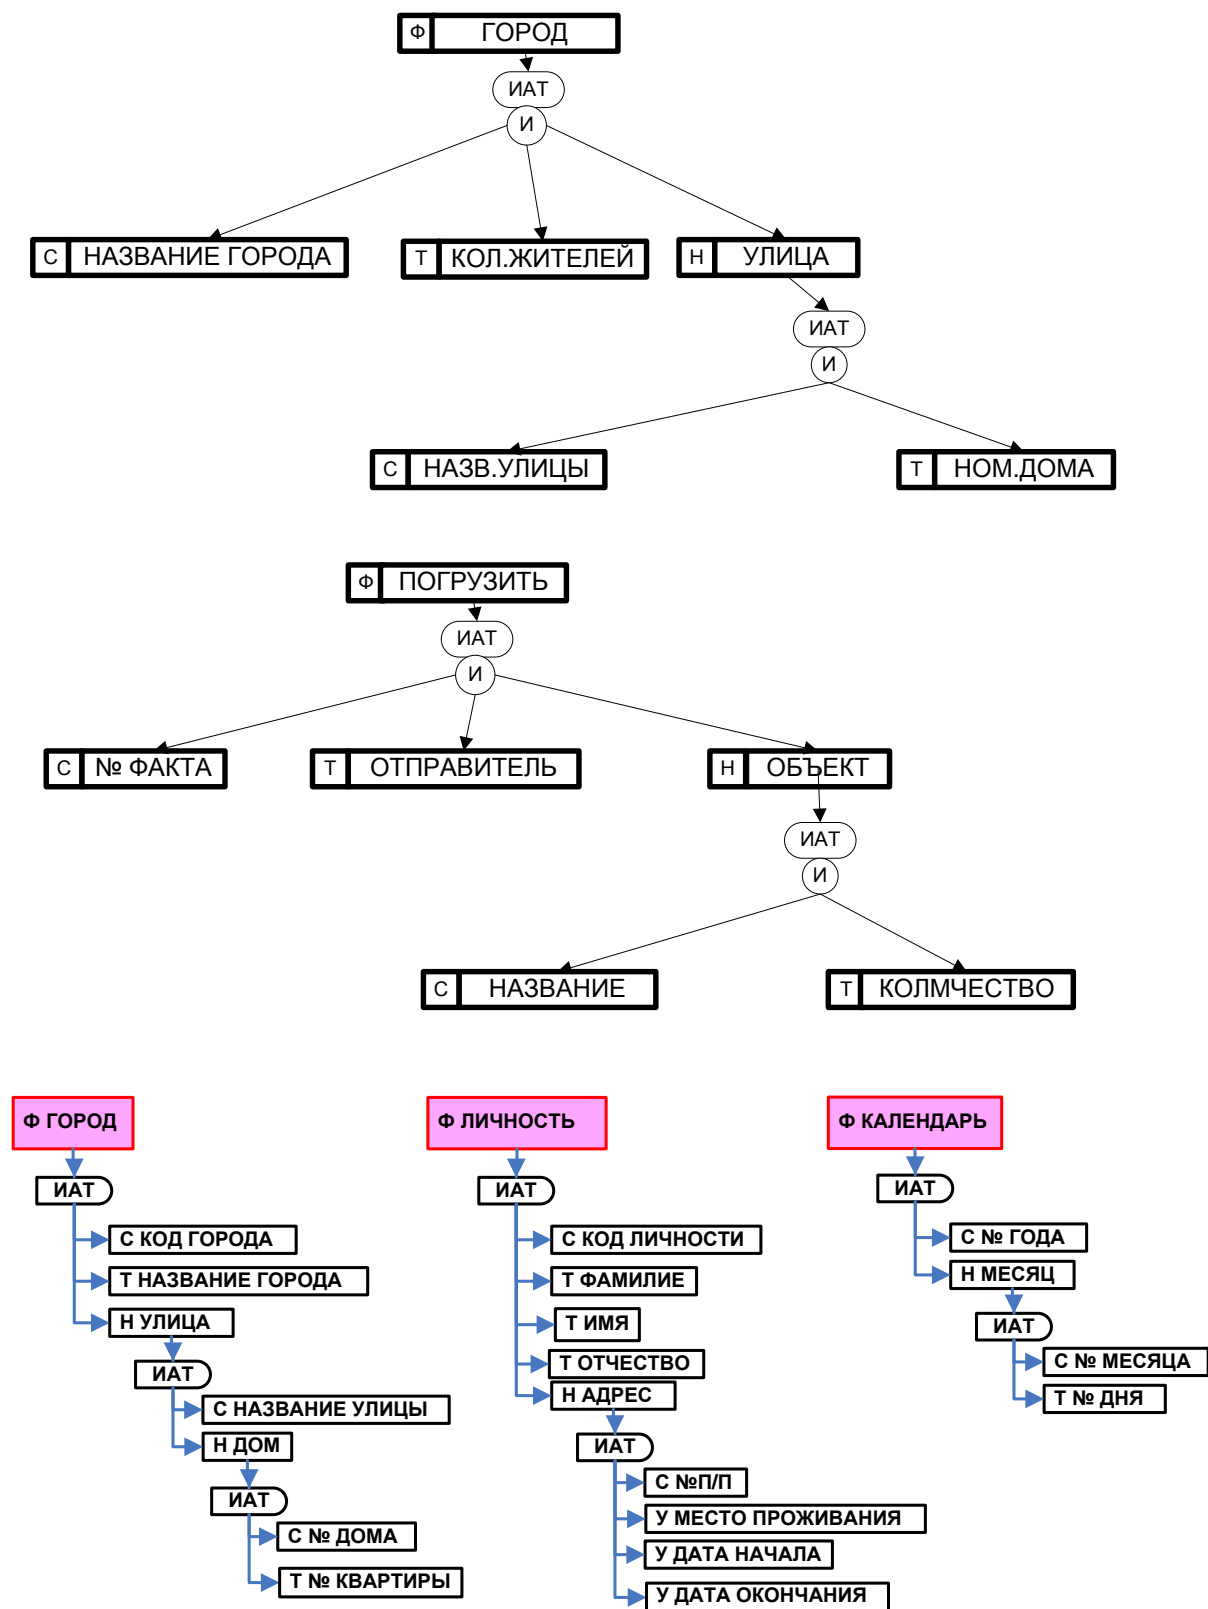 Ф ГОРОД
ИАТ
И
С НАЗВАНИЕ ГОРОДА Т КОЛ.ЖИТЕЛЕЙ Н УЛИЦА
ИАТ
И
С НАЗВ.УЛИЦЫ Т НОМ.ДОМА
Ф ПОГРУЗИТЬ
ИАТ
И
С № ФАКТА Т ОТПРАВИТЕЛЬ Н ОБЪЕКТ
ИАТ
И
С НАЗВАНИЕ Т КОЛМЧЕСТВО
Ф ГОРОД
ИАТ
С КОД ГОРОДА
Т НАЗВАНИЕ ГОРОДА
Н УЛИЦА
ИАТ
С НАЗВАНИЕ УЛИЦЫ
Н ДОМ
ИАТ
С № ДОМА
Т № КВАРТИРЫ
Ф ЛИЧНОСТЬ
ИАТ
С КОД ЛИЧНОСТИ
Т ФАМИЛИЕ
Т ИМЯ
Т ОТЧЕСТВО
Н АДРЕС
ИАТ
С №П/П
У МЕСТО ПРОЖИВАНИЯ
У ДАТА НАЧАЛА
У ДАТА ОКОНЧАНИЯ
Ф КАЛЕНДАРЬ
ИАТ
С № ГОДА
Н МЕСЯЦ
ИАТ
С № МЕСЯЦА
Т № ДНЯ